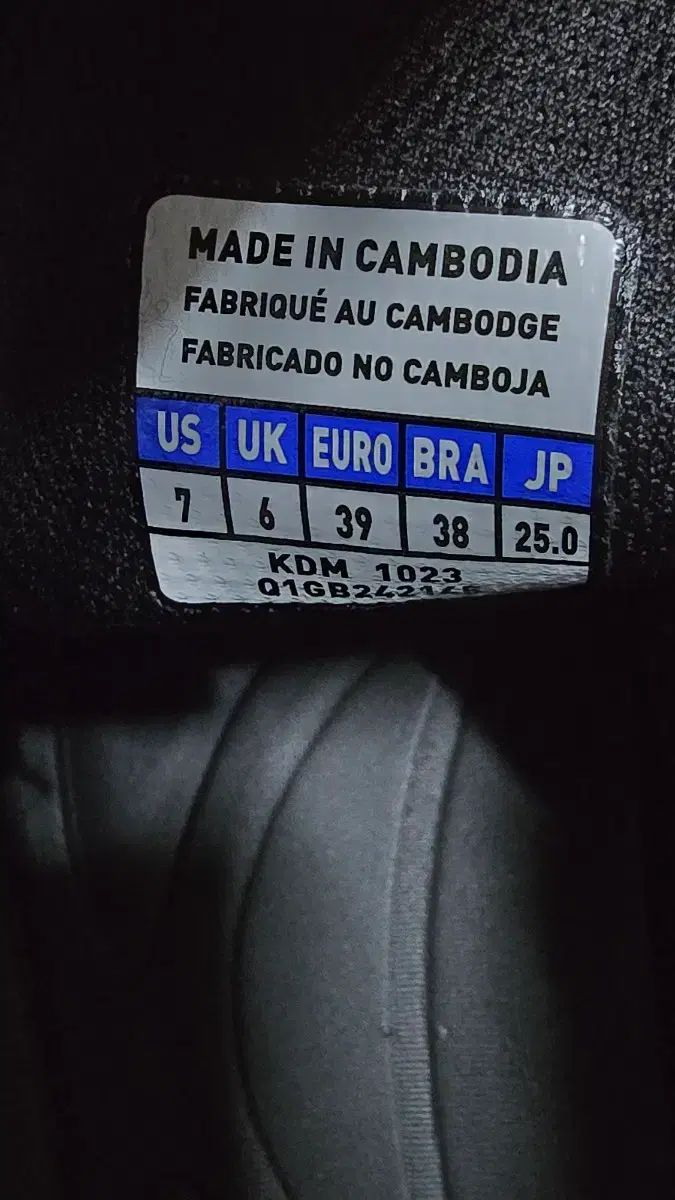 MADE IN CAMBODIA
FABRIQUÉ AU CAMBODGE
FABRICADO NO CAMBOJA
US UK EURO BRA JP
7 6 39 38 25.0
KDM 1023